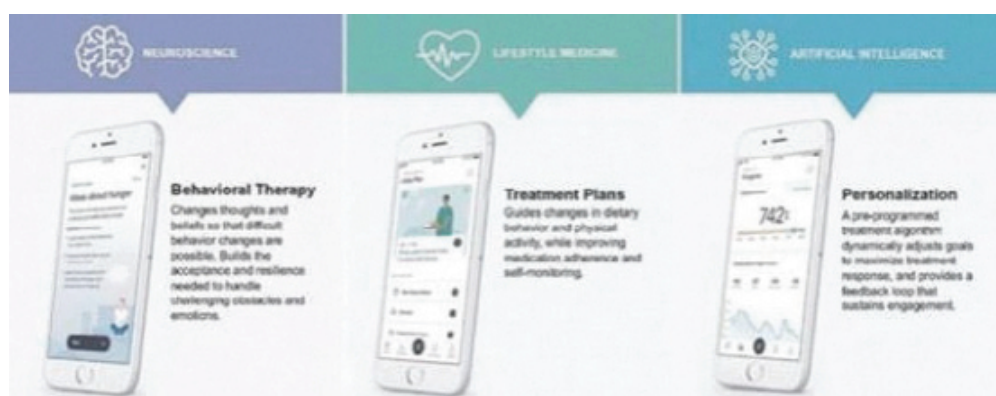 NEUROSCIENCE
LIFESTYLE MEDICINE
ARTIFICIAL INTELLIGENCE
Behavioral Therapy
Changes thoughts and
beliefs so that difficult
behavior changes are
possible. Builds the
acceptance and resilience
needed to handle
challenging obstacles and
emotions.
Treatment Plans
Guides changes in dietary
behavior and physical
activity, while improving
medication adherence and
self-monitoring.
742
Personalization
A pre-programmed
treatment algorithm
dynamically adjusts goals
to maximize treatment
response, and provides a
feedback loop that
sustains engagement.